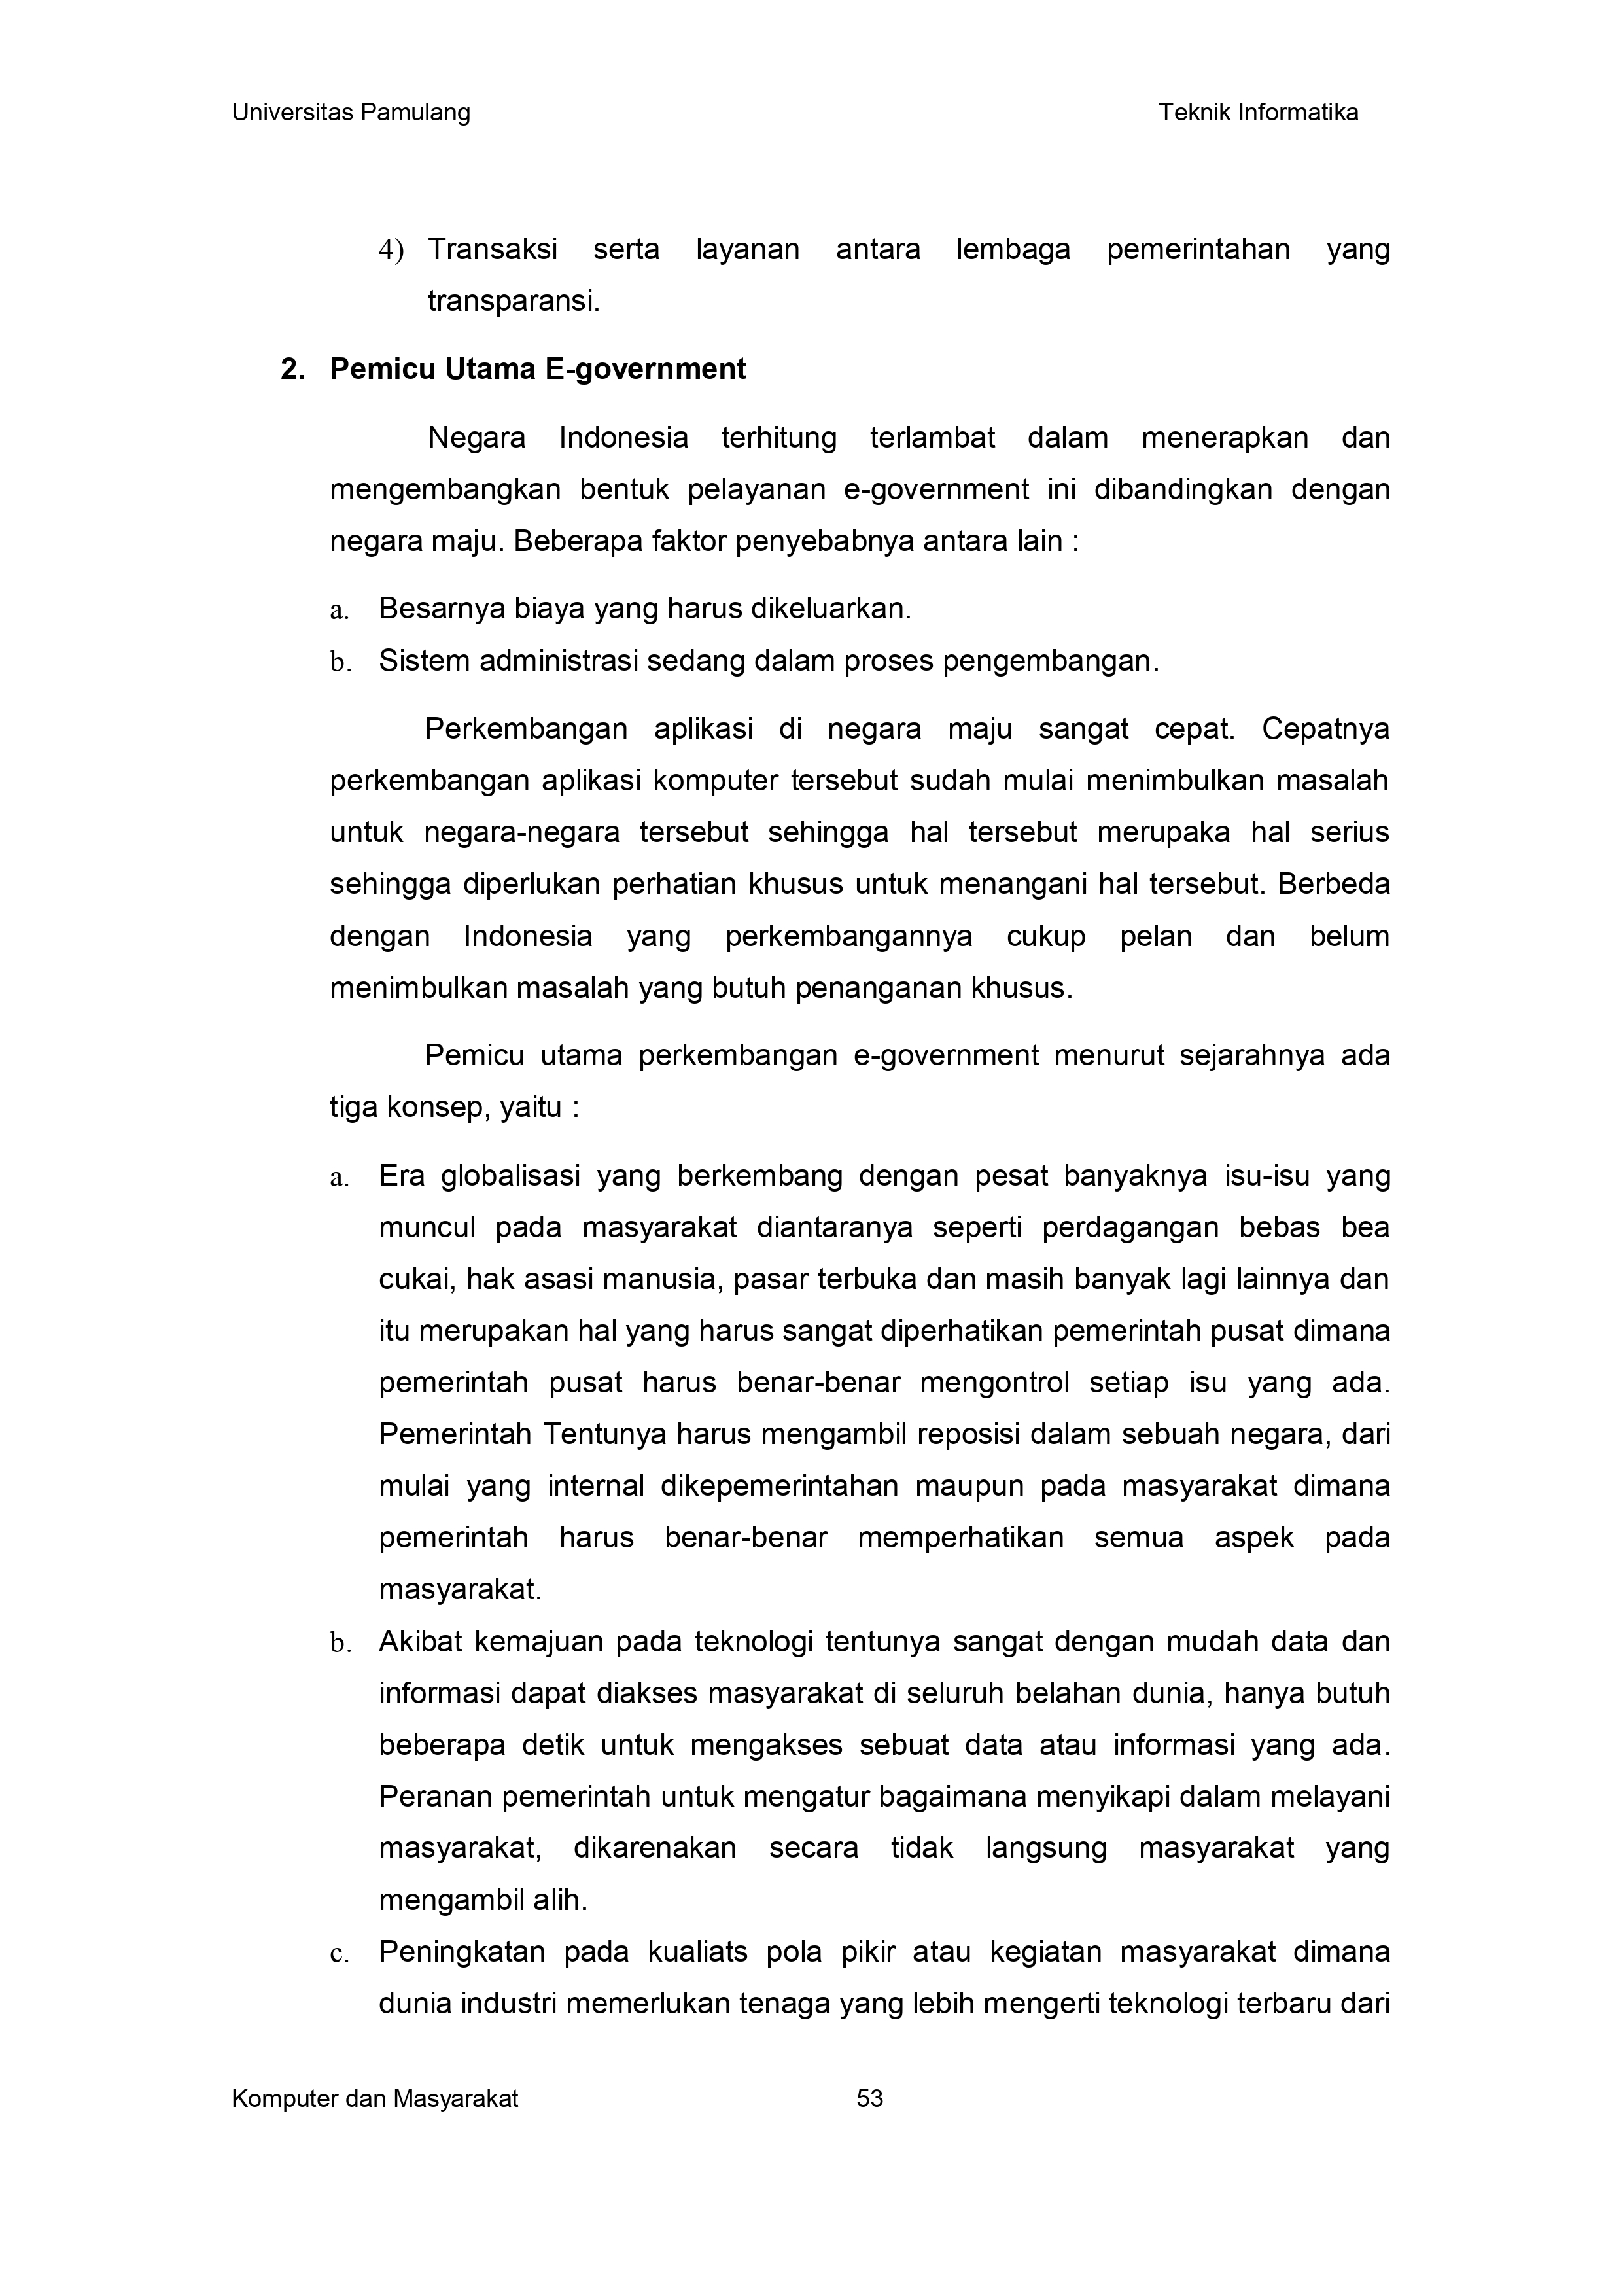 Universitas Pamulang Teknik Informatika
4) Transaksi serta layanan antara lembaga pemerintahan yang
transparansi.
2. Pemicu Utama E-government
Negara Indonesia terhitung terlambat dalam menerapkan dan
mengembangkan bentuk pelayanan e-government ini dibandingkan dengan
negara maju. Beberapa faktor penyebabnya antara lain :
a. Besarnya biaya yang harus dikeluarkan.
b. Sistem administrasi sedang dalam proses pengembangan.
Perkembangan aplikasi di negara maju sangat cepat. Cepatnya
perkembangan aplikasi komputer tersebut sudah mulai menimbulkan masalah
untuk negara-negara tersebut sehingga hal tersebut merupaka hal serius
sehingga diperlukan perhatian khusus untuk menangani hal tersebut. Berbeda
dengan Indonesia yang perkembangannya cukup pelan dan belum
menimbulkan masalah yang butuh penanganan khusus.
Pemicu utama perkembangan e-government menurut sejarahnya ada
tiga konsep, yaitu :
a. Era globalisasi yang berkembang dengan pesat banyaknya isu-isu yang
muncul pada masyarakat diantaranya seperti perdagangan bebas bea
cukai, hak asasi manusia, pasar terbuka dan masih banyak lagi lainnya dan
itu merupakan hal yang harus sangat diperhatikan pemerintah pusat dimana
pemerintah pusat harus benar-benar mengontrol setiap isu yang ada.
Pemerintah Tentunya harus mengambil reposisi dalam sebuah negara, dari
mulai yang internal dikepemerintahan maupun pada masyarakat dimana
pemerintah harus benar-benar memperhatikan semua aspek pada
masyarakat.
b. Akibat kemajuan pada teknologi tentunya sangat dengan mudah data dan
informasi dapat diakses masyarakat di seluruh belahan dunia, hanya butuh
beberapa detik untuk mengakses sebuat data atau informasi yang ada.
Peranan pemerintah untuk mengatur bagaimana menyikapi dalam melayani
masyarakat, dikarenakan secara tidak langsung masyarakat yang
mengambil alih.
c. Peningkatan pada kualiats pola pikir atau kegiatan masyarakat dimana
dunia industri memerlukan tenaga yang lebih mengerti teknologi terbaru dari
Komputer dan Masyarakat 53